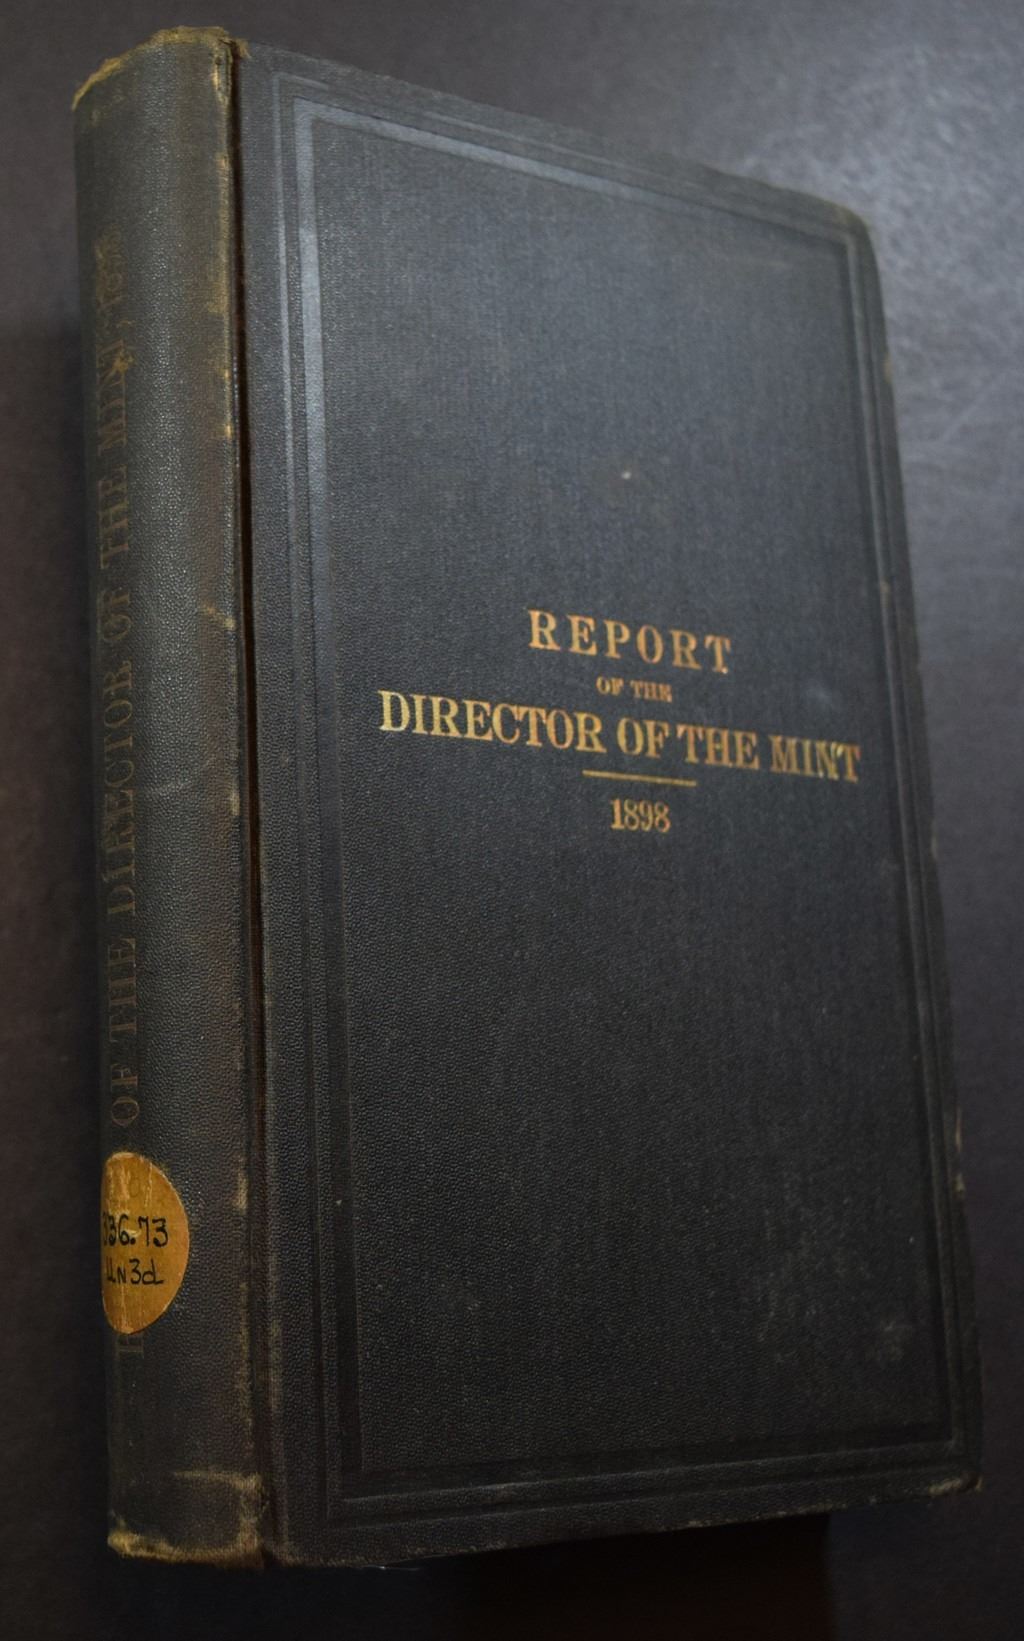 REPORT
OF THE
DIRECTOR OF THE MINT
1898
OF THE DIRECTOR OF THE MINT,
336.73
Un3d